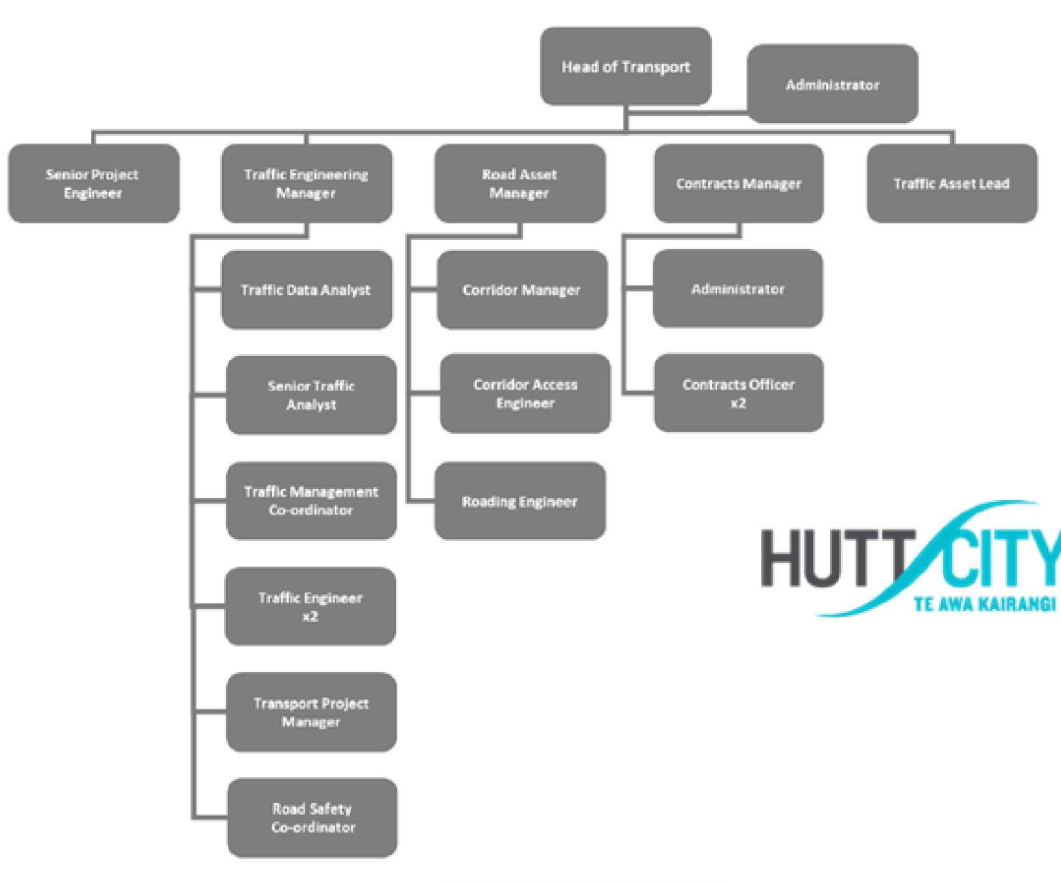 Head of Transport
Administrator
Senior Project
Engineer
Traffic Engineering
Manager
Road Asset
Manager
Contracts Manager
Traffic Asset Lead
Traffic Data Analyst
Corridor Manager
Administrator
Senior Traffic
Analyst
Corridor Access
Engineer
Contracts Officer
x2
Traffic Management
Co-ordinator
Roading Engineer
Traffic Engineer
x2
Transport Project
Manager
Road Safety
Co-ordinator
HUTT CITY
TE AWA KAIRANGI